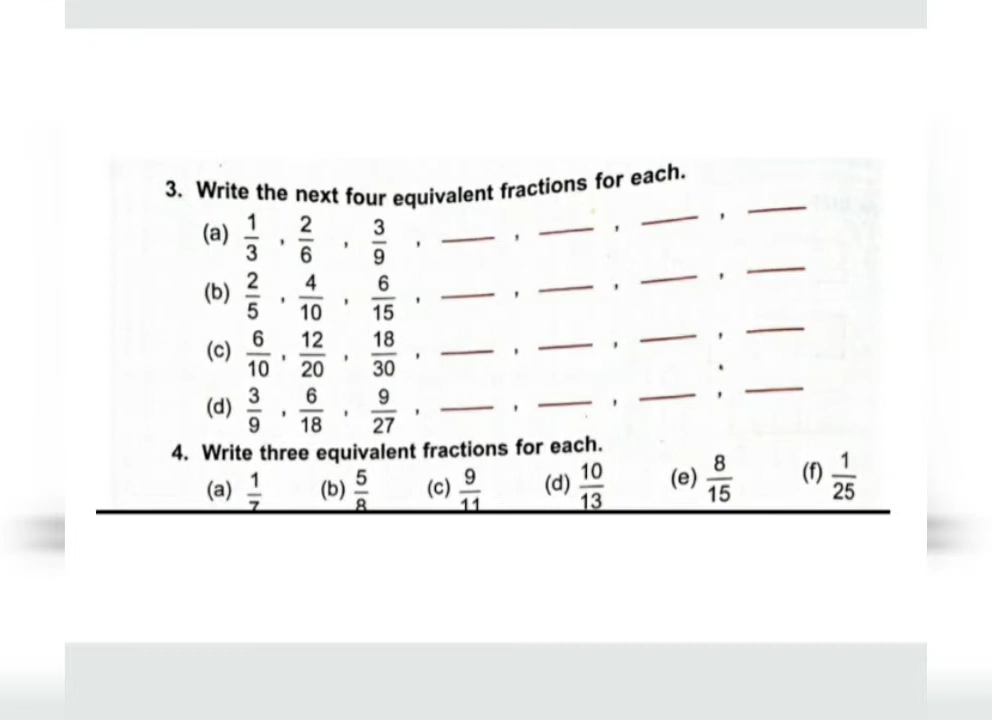 3. Write the next four equivalent fractions for each.
(a) 1/3 , 2/6 , 3/9 , ___ , ___ , ___ , ___
(b) 2/5 , 4/10 , 6/15 , ___ , ___ , ___ , ___
(c) 6/10 , 12/20 , 18/30 , ___ , ___ , ___ , ___
(d) 3/9 , 6/18 , 9/27 , ___ , ___ , ___ , ___
4. Write three equivalent fractions for each.
(a) 1/7 (b) 5/8 (c) 9/11 (d) 10/13 (e) 8/15 (f) 1/25